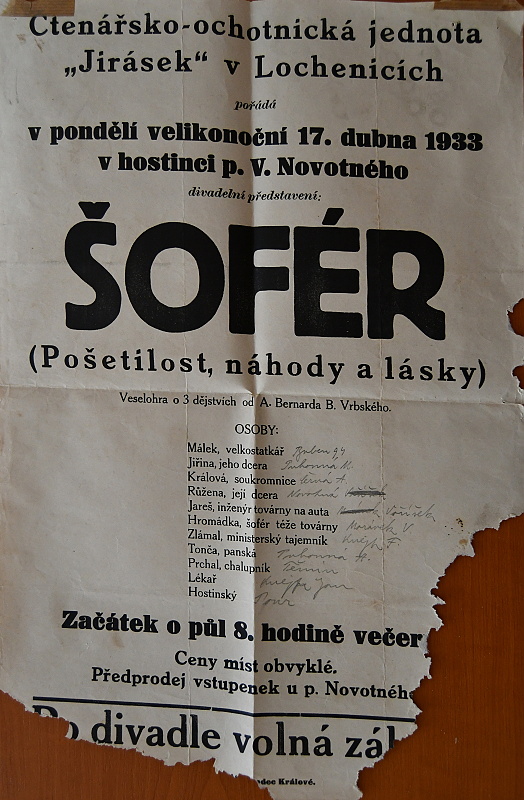 Čtenářsko-ochotnická jednota
„Jirásek“ v Lochenicích
pořádá
v pondělí velikonoční 17. dubna 1933
v hostinci p. V. Novotného
divadelní představení:
ŠOFÉR
(Pošetilost, náhody a lásky)
Veselohra o 3 dějstvích od A. Bernarda B. Vrbského.
OSOBY:
Málek, velkostatkář
Jiřina, jeho dcera
Králová, soukromnice
Růžena, její dcera Novotná
Jareš, inženýr továrny na auta Voříšek
Hromádka, šofér téže továrny
Zlámal, ministerský tajemník
Tonča, panská
Prchal, chalupník
Lékař
Hostinský
Začátek o půl 8. hodině večer
Ceny míst obvyklé.
Předprodej vstupenek u p. Novotného
Po divadle volná zá
Králové.